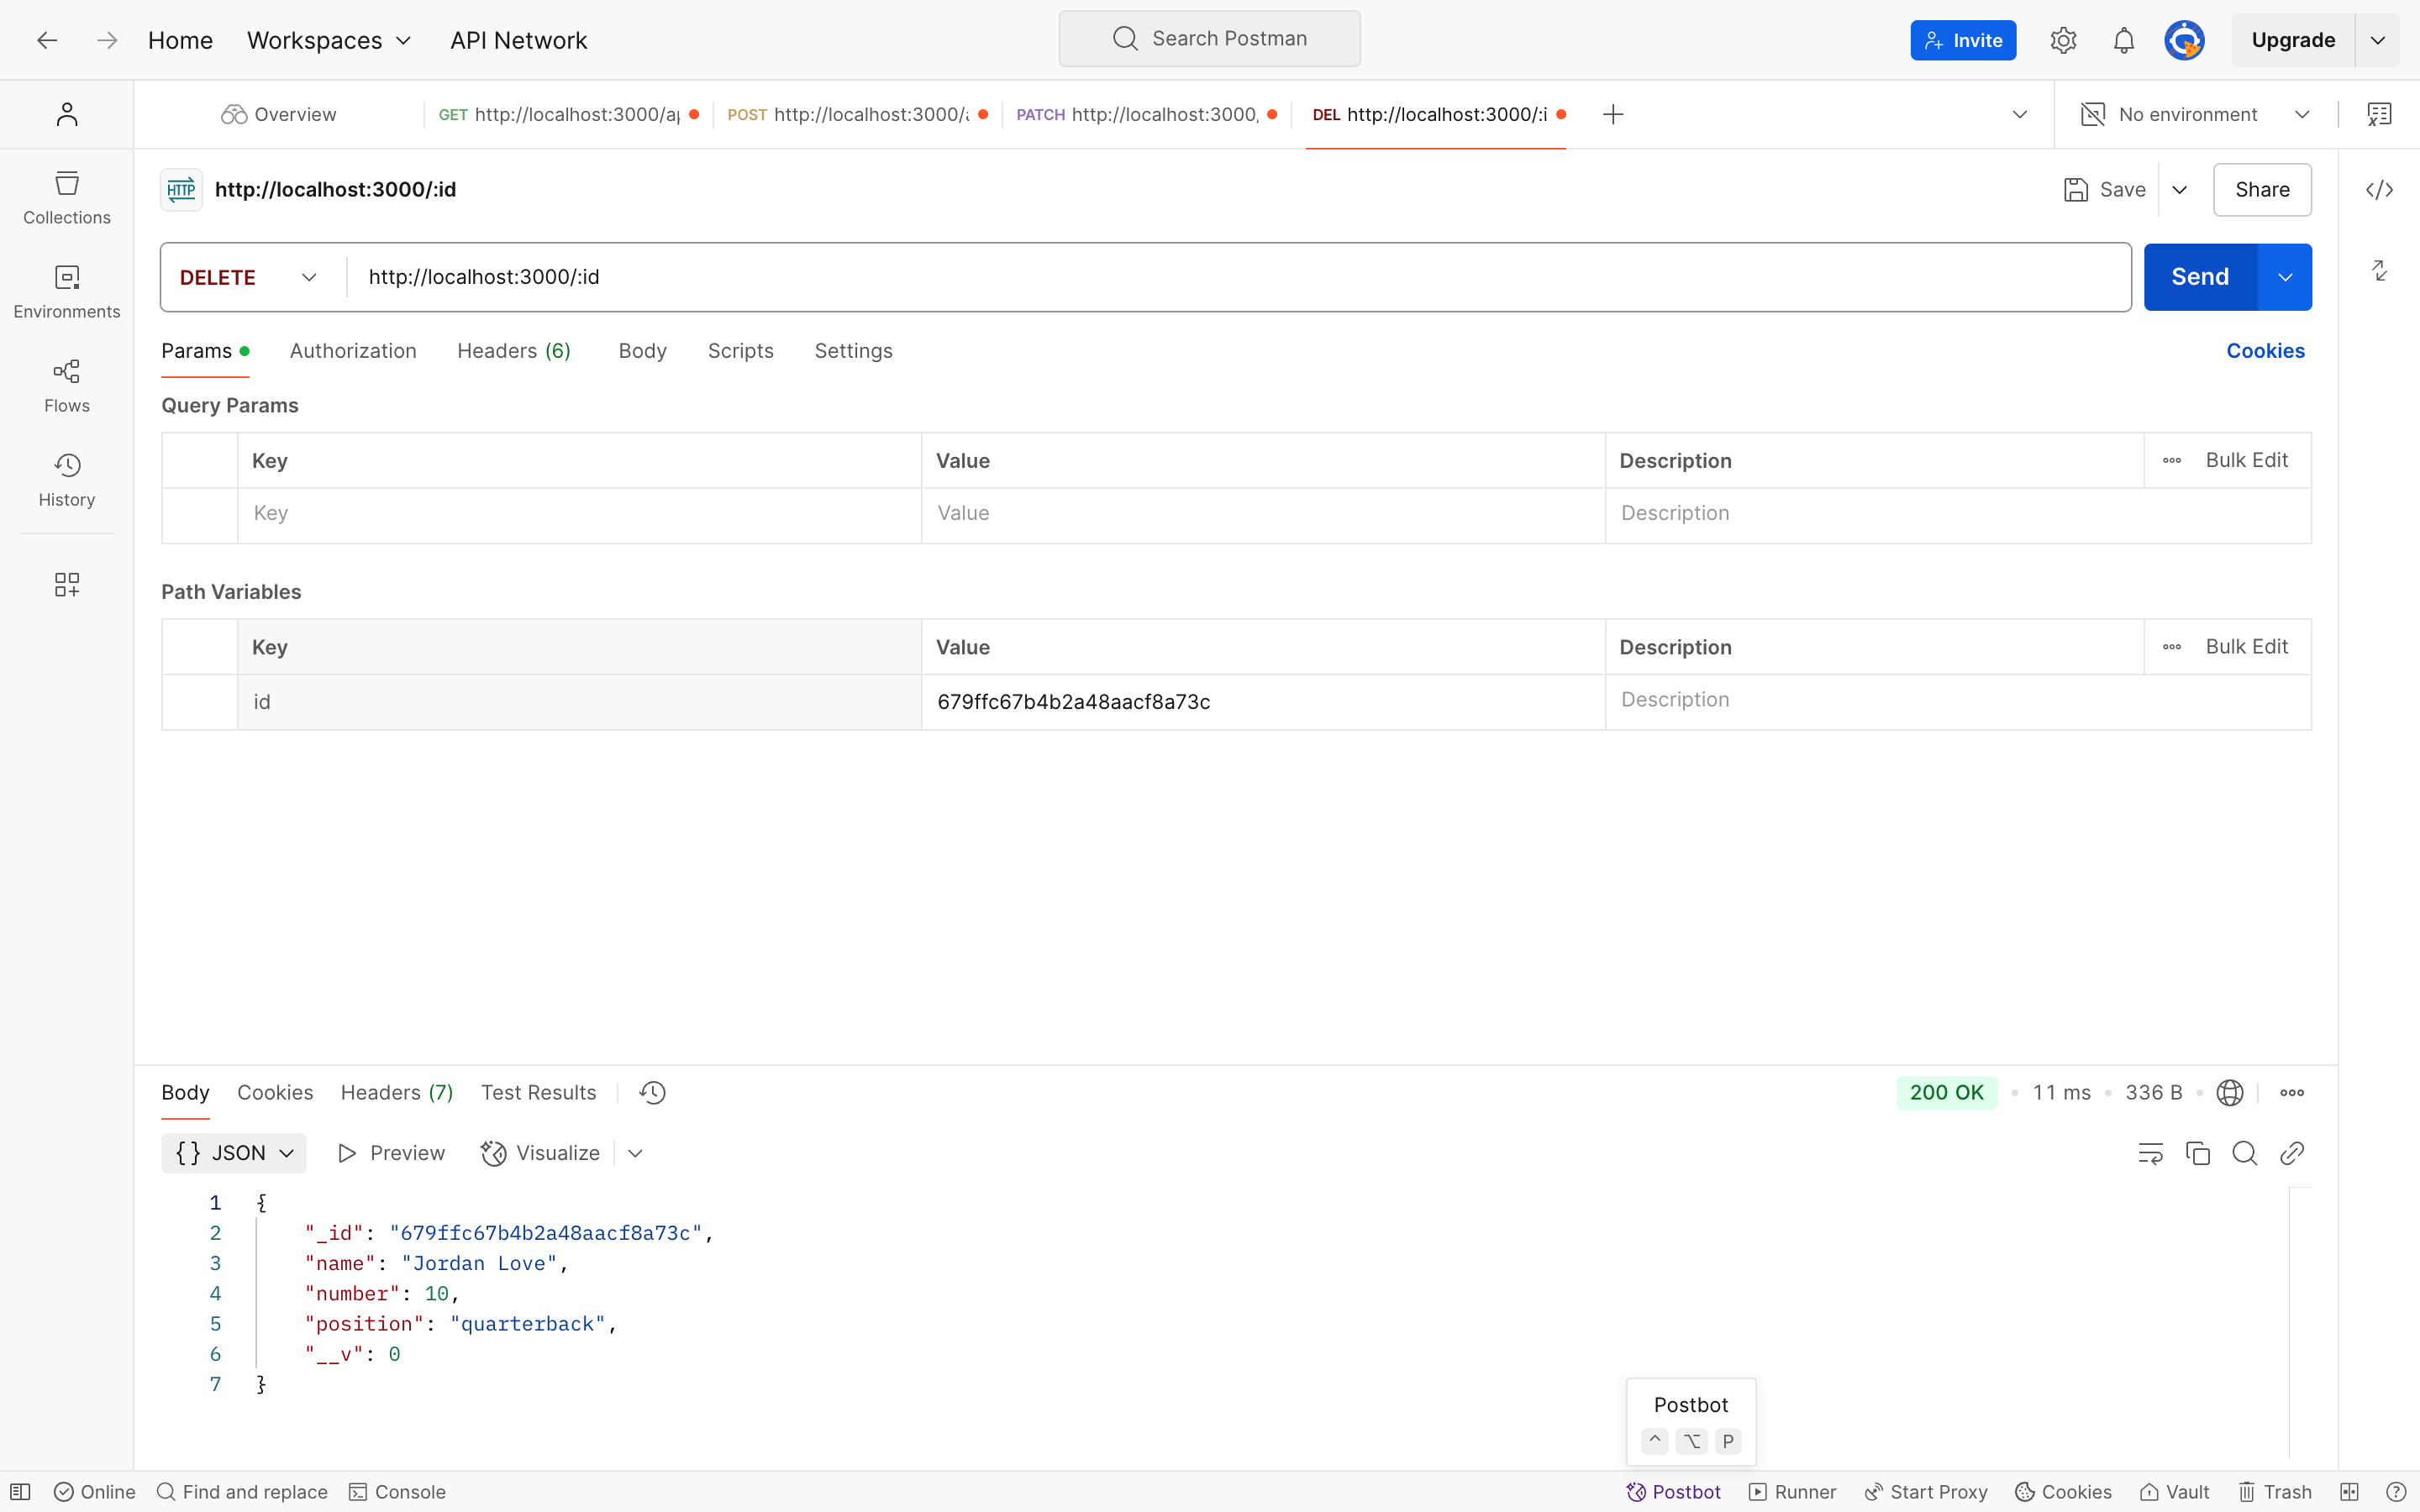 Home Workspaces API Network Search Postman Invite Upgrade
Overview GET http://localhost:3000/a POST http://localhost:3000/ PATCH http://localhost:3000, DEL http://localhost:3000/:i No environment
HTTP http://localhost:3000/:id Save Share
DELETE http://localhost:3000/:id Send
Params Authorization Headers (6) Body Scripts Settings Cookies
Query Params
Key Value Description Bulk Edit
Key Value Description
Path Variables
Key Value Description Bulk Edit
id 679ffc67b4b2a48aacf8a73c Description
Collections
Environments
Flows
History
Body Cookies Headers (7) Test Results 200 OK 11 ms 336 B
{} JSON Preview Visualize
1 {
2 "_id": "679ffc67b4b2a48aacf8a73c",
3 "name": "Jordan Love",
4 "number": 10,
5 "position": "quarterback",
6 "__v": 0
7 }
Postbot
^ ⌥ P
Online Find and replace Console Postbot Runner Start Proxy Cookies Vault Trash